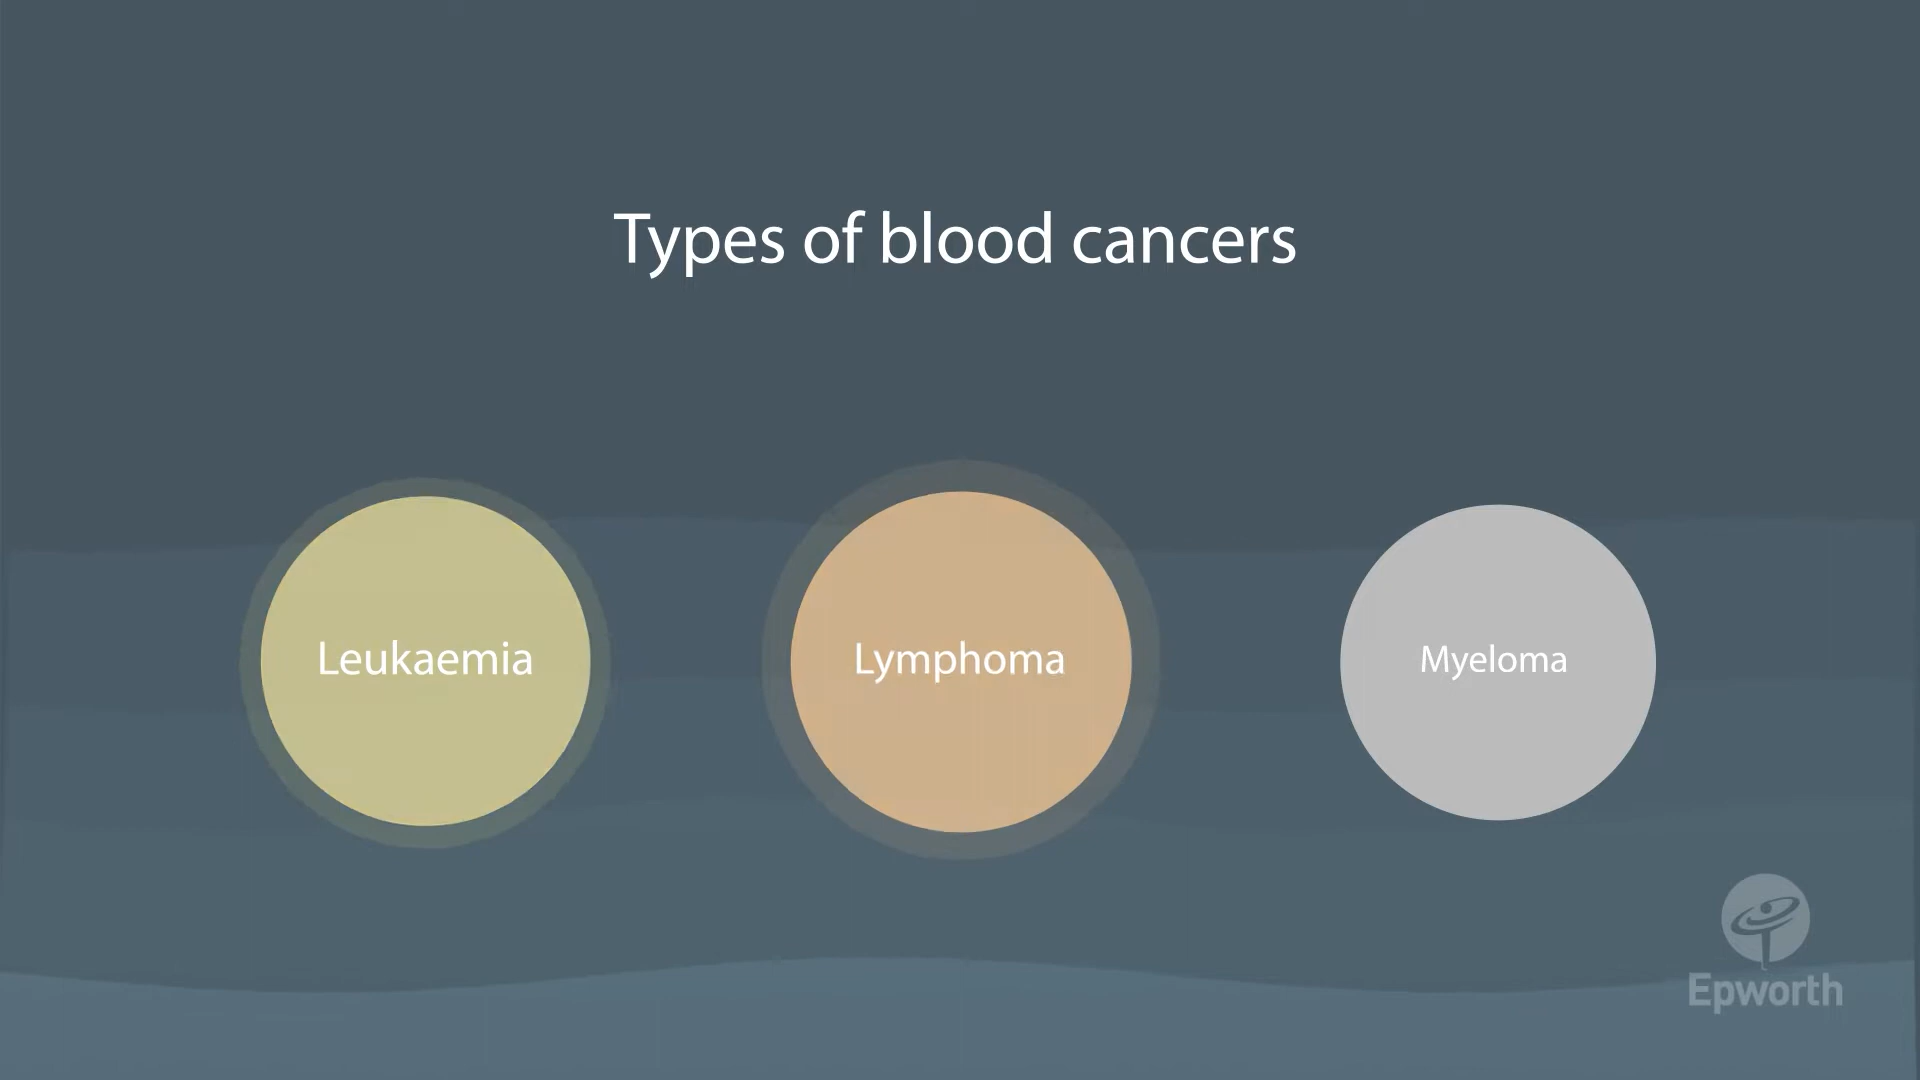 Types of blood cancers
Leukaemia
Lymphoma
Myeloma
Epworth